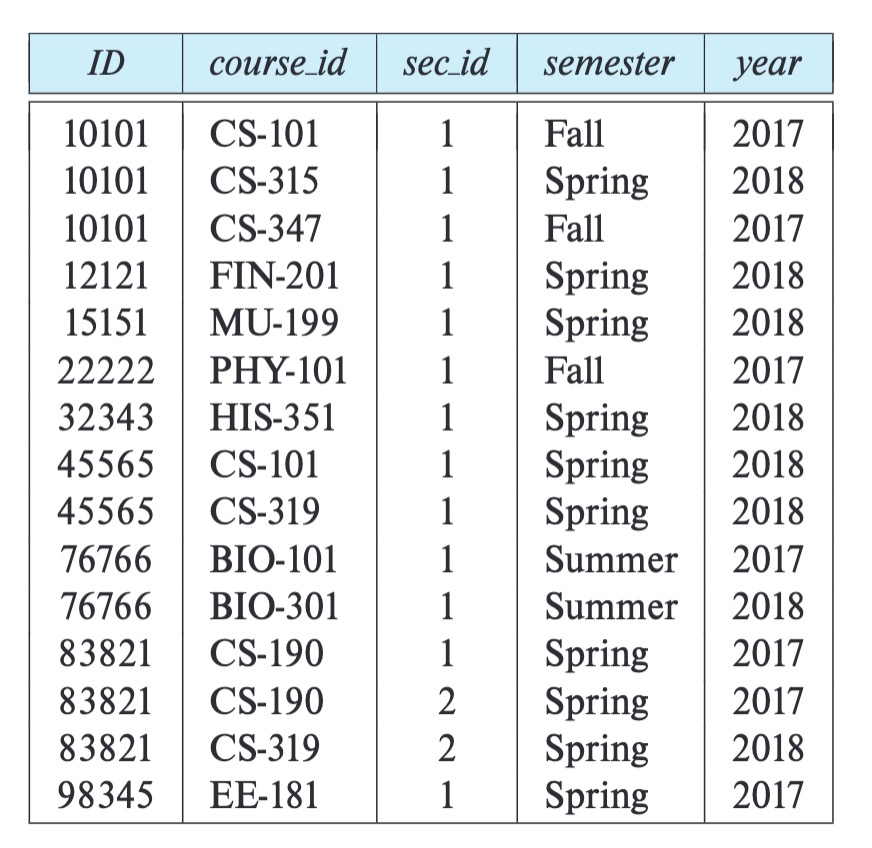 ID course_id sec_id semester year
10101 CS-101 1 Fall 2017
10101 CS-315 1 Spring 2018
10101 CS-347 1 Fall 2017
12121 FIN-201 1 Spring 2018
15151 MU-199 1 Spring 2018
22222 PHY-101 1 Fall 2017
32343 HIS-351 1 Spring 2018
45565 CS-101 1 Spring 2018
45565 CS-319 1 Spring 2018
76766 BIO-101 1 Summer 2017
76766 BIO-301 1 Summer 2018
83821 CS-190 1 Spring 2017
83821 CS-190 2 Spring 2017
83821 CS-319 2 Spring 2018
98345 EE-181 1 Spring 2017